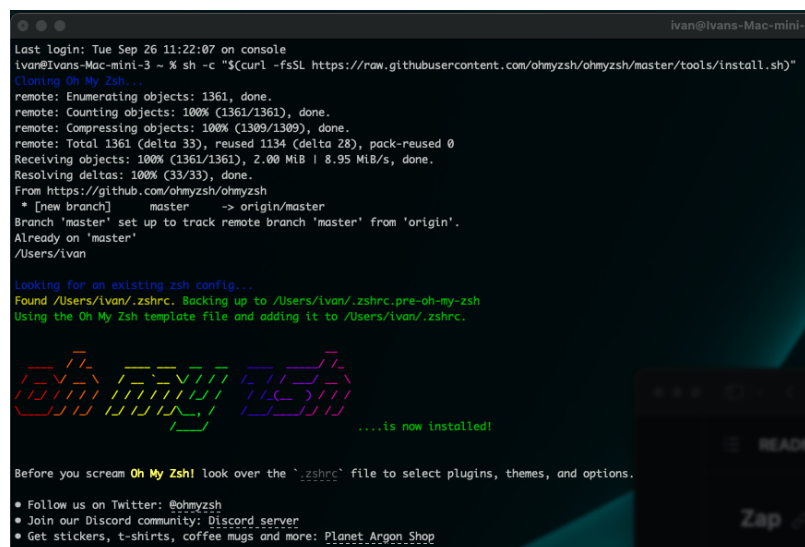 ivan@Ivans-Mac-mini-
Last login: Tue Sep 26 11:22:07 on console
ivan@Ivans-Mac-mini-3 ~ % sh -c "$(curl -fsSL https://raw.githubusercontent.com/ohmyzsh/ohmyzsh/master/tools/install.sh)"
Cloning Oh My Zsh...
remote: Enumerating objects: 1361, done.
remote: Counting objects: 100% (1361/1361), done.
remote: Compressing objects: 100% (1309/1309), done.
remote: Total 1361 (delta 33), reused 1134 (delta 28), pack-reused 0
Receiving objects: 100% (1361/1361), 2.00 MiB | 8.95 MiB/s, done.
Resolving deltas: 100% (33/33), done.
From https://github.com/ohmyzsh/ohmyzsh
 * [new branch]      master     -> origin/master
Branch 'master' set up to track remote branch 'master' from 'origin'.
Already on 'master'
/Users/ivan
Looking for an existing zsh config...
Found /Users/ivan/.zshrc. Backing up to /Users/ivan/.zshrc.pre-oh-my-zsh
Using the Oh My Zsh template file and adding it to /Users/ivan/.zshrc.
oh my zsh
....is now installed!
Before you scream Oh My Zsh! look over the `.zshrc` file to select plugins, themes, and options.
• Follow us on Twitter: @ohmyzsh
• Join our Discord community: Discord server
• Get stickers, t-shirts, coffee mugs and more: Planet Argon Shop
READ
Zap